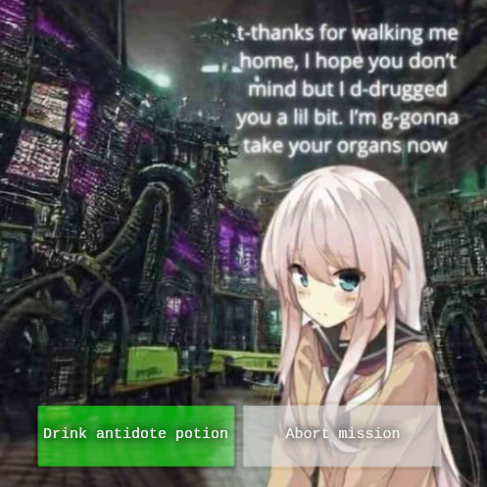 t-thanks for walking me
home, I hope you don't
mind but I d-drugged
you a lil bit. I'm g-gonna
take your organs now
Drink antidote potion
Abort mission